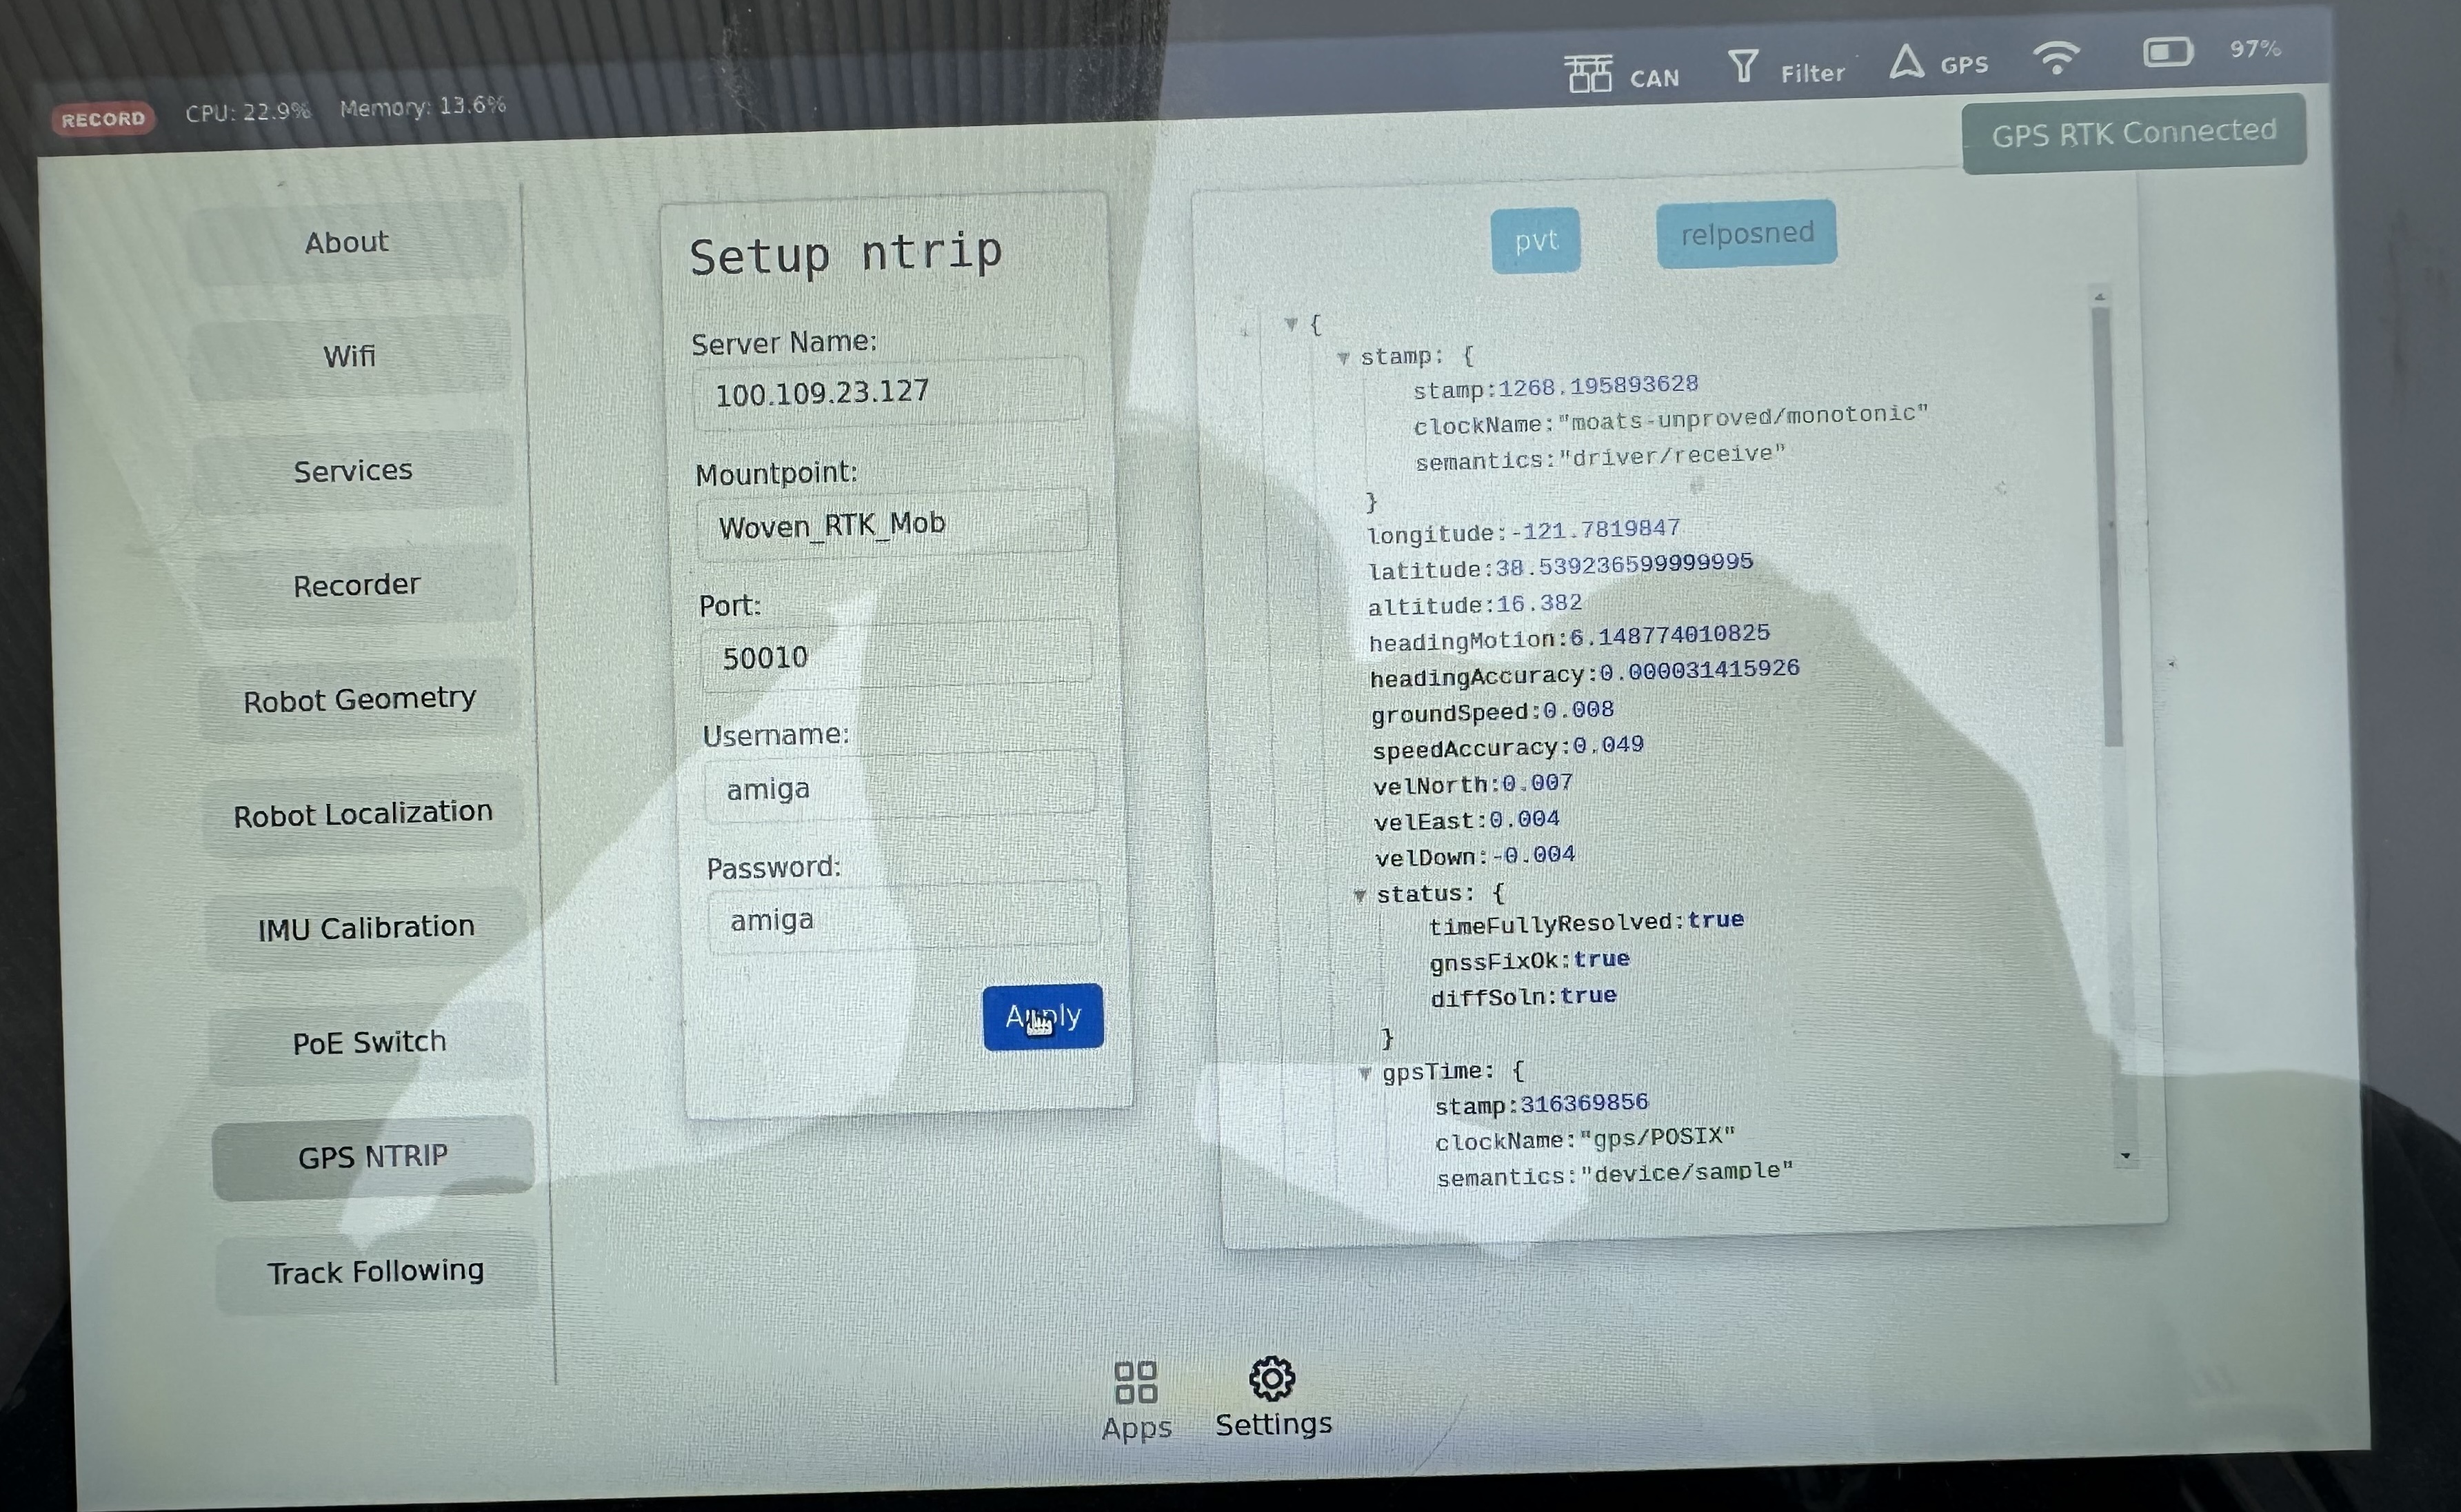 RECORD CPU: 22.9% Memory: 13.6% CAN Filter GPS 97%
GPS RTK Connected
About
Wifi
Services
Recorder
Robot Geometry
Robot Localization
IMU Calibration
PoE Switch
GPS NTRIP
Track Following
Setup ntrip
Server Name:
100.109.23.127
Mountpoint:
Woven_RTK_Mob
Port:
50010
Username:
amiga
Password:
amiga
Apply
pvt relposned
{
stamp: {
stamp:1268.195893628
clockName:"moats-unproved/monotonic"
semantics:"driver/receive"
}
longitude:-121.7819847
latitude:38.539236599999995
altitude:16.382
headingMotion:6.148774010825
headingAccuracy:0.000031415926
groundSpeed:0.008
speedAccuracy:0.049
velNorth:0.007
velEast:0.004
velDown:-0.004
status: {
timeFullyResolved:true
gnssFixOk:true
diffSoln:true
}
gpsTime: {
stamp:316369856
clockName:"gps/POSIX"
semantics:"device/sample"
Apps Settings